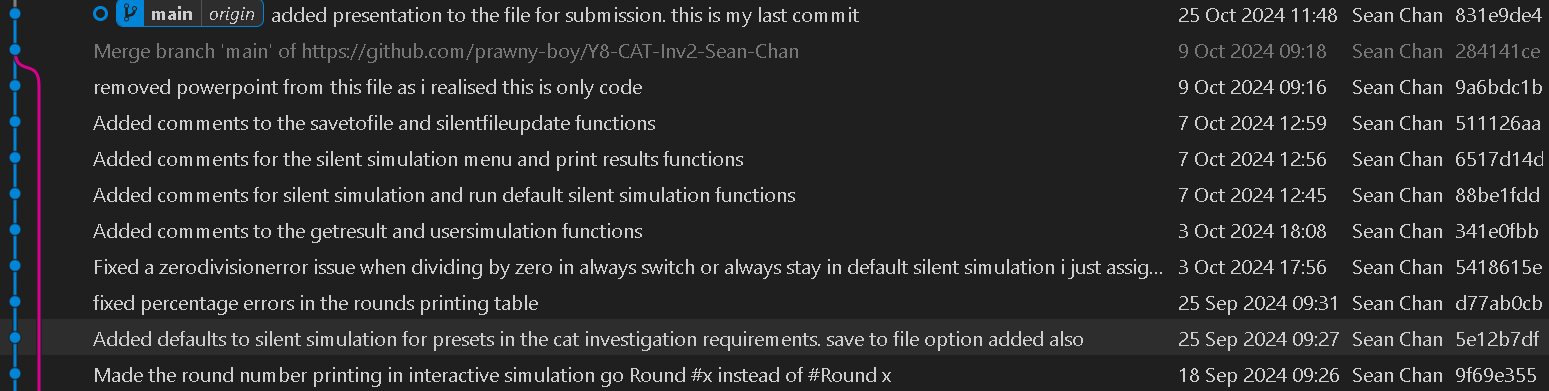 main origin added presentation to the file for submission. this is my last commit 25 Oct 2024 11:48 Sean Chan 831e9de4
Merge branch 'main' of https://github.com/prawny-boy/Y8-CAT-Inv2-Sean-Chan 9 Oct 2024 09:18 Sean Chan 284141ce
removed powerpoint from this file as i realised this is only code 9 Oct 2024 09:16 Sean Chan 9a6bdc1b
Added comments to the savetofile and silentfileupdate functions 7 Oct 2024 12:59 Sean Chan 511126aa
Added comments for the silent simulation menu and print results functions 7 Oct 2024 12:56 Sean Chan 6517d14d
Added comments for silent simulation and run default silent simulation functions 7 Oct 2024 12:45 Sean Chan 88be1fdd
Added comments to the getresult and usersimulation functions 3 Oct 2024 18:08 Sean Chan 341e0fbb
Fixed a zerodivisionerror issue when dividing by zero in always switch or always stay in default silent simulation i just assig... 3 Oct 2024 17:56 Sean Chan 5418615e
fixed percentage errors in the rounds printing table 25 Sep 2024 09:31 Sean Chan d77ab0cb
Added defaults to silent simulation for presets in the cat investigation requirements. save to file option added also 25 Sep 2024 09:27 Sean Chan 5e12b7df
Made the round number printing in interactive simulation go Round #x instead of #Round x 18 Sep 2024 09:26 Sean Chan 9f69e355